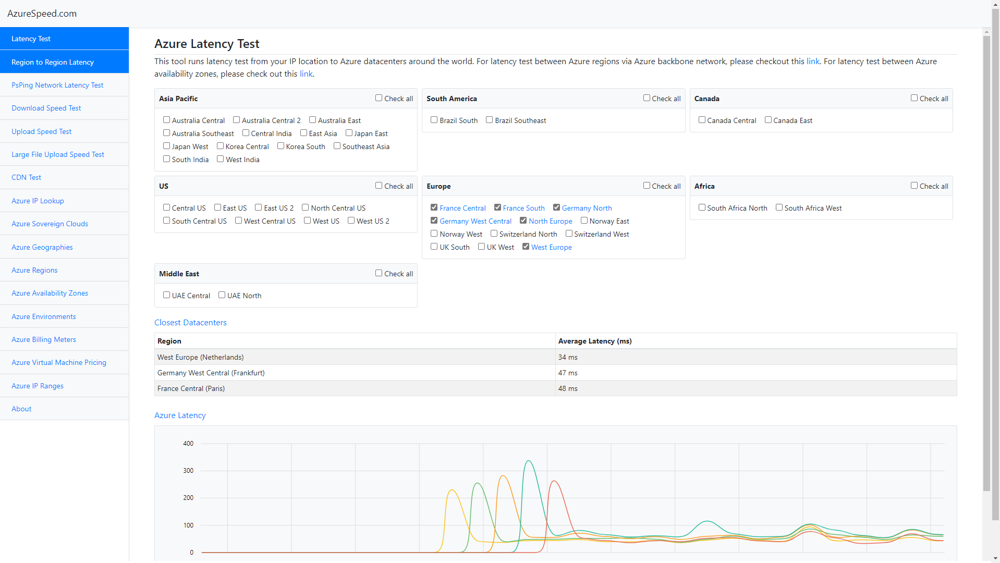 AzureSpeed.com
Latency Test
Region to Region Latency
PsPing Network Latency Test
Download Speed Test
Upload Speed Test
Large File Upload Speed Test
CDN Test
Azure IP Lookup
Azure Sovereign Clouds
Azure Geographies
Azure Regions
Azure Availability Zones
Azure Environments
Azure Billing Meters
Azure Virtual Machine Pricing
Azure IP Ranges
About
Azure Latency Test
This tool runs latency test from your IP location to Azure datacenters around the world. For latency test between Azure regions via Azure backbone network, please checkout this link. For latency test between Azure
availability zones, please check out this link.
Asia Pacific Check all
Australia Central Australia Central 2 Australia East
Australia Southeast Central India East Asia Japan East
Japan West Korea Central Korea South Southeast Asia
South India West India
South America Check all
Brazil South Brazil Southeast
Canada Check all
Canada Central Canada East
US Check all
Central US East US East US 2 North Central US
South Central US West Central US West US West US 2
Europe Check all
France Central France South Germany North
Germany West Central North Europe Norway East
Norway West Switzerland North Switzerland West
UK South UK West West Europe
Africa Check all
South Africa North South Africa West
Middle East Check all
UAE Central UAE North
Closest Datacenters
Region Average Latency (ms)
West Europe (Netherlands) 34 ms
Germany West Central (Frankfurt) 47 ms
France Central (Paris) 48 ms
Azure Latency
400
300
200
100
0